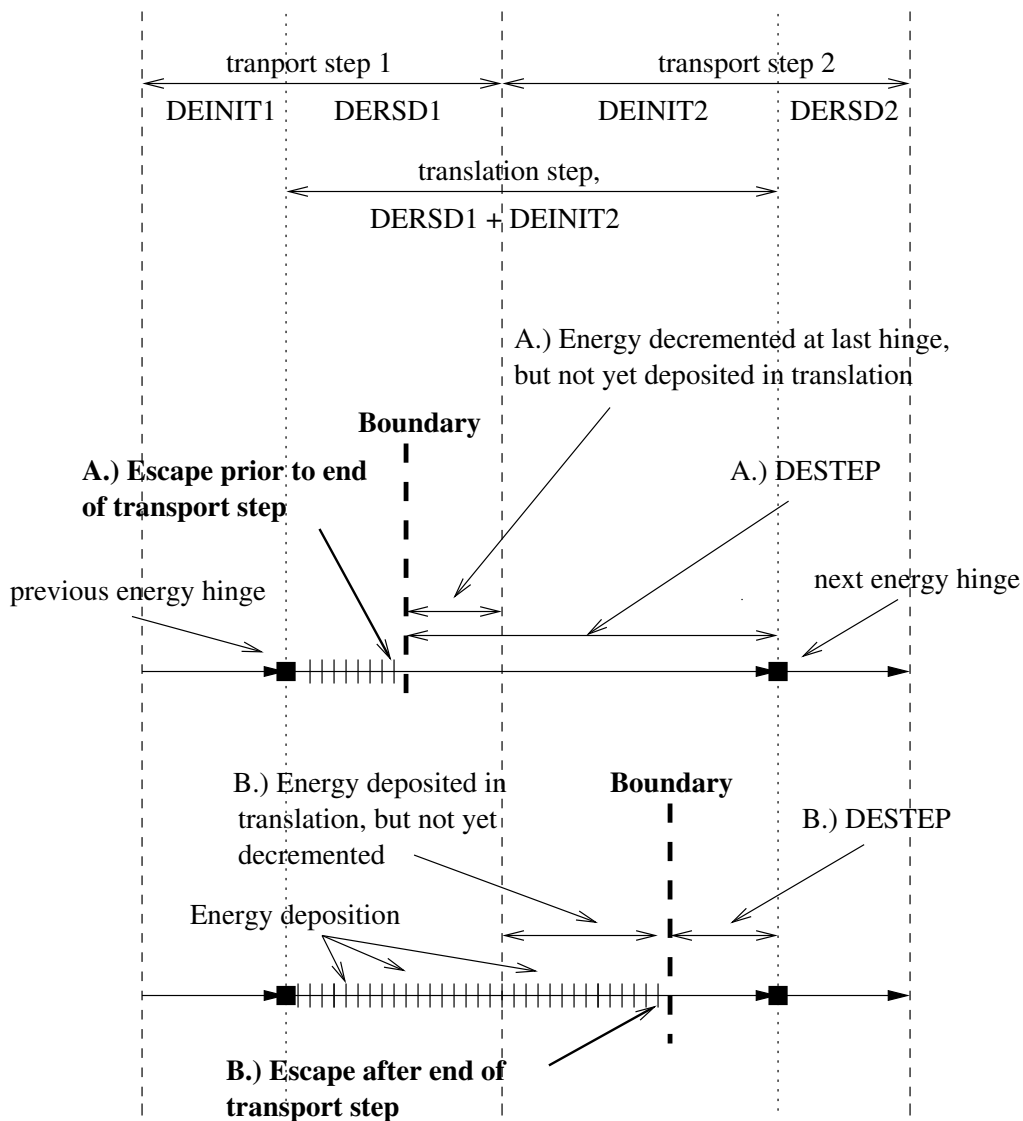 tranport step 1
transport step 2
DEINIT1
DERSD1
DEINIT2
DERSD2
translation step,
DERSD1 + DEINIT2
A.) Energy decremented at last hinge,
but not yet deposited in translation
Boundary
A.) Escape prior to end
of transport step
A.) DESTEP
previous energy hinge
next energy hinge
B.) Energy deposited in
translation, but not yet
decremented
Boundary
B.) DESTEP
Energy deposition
B.) Escape after end of
transport step